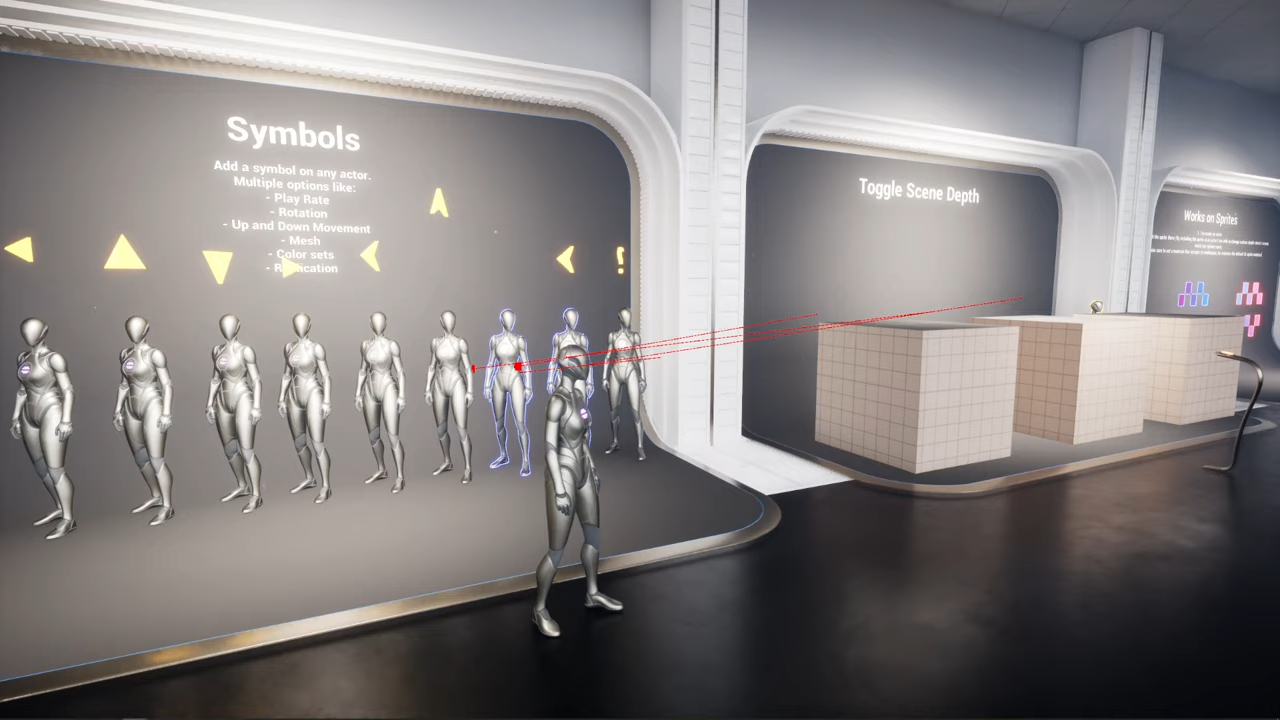 Symbols
Add a symbol on any actor.
Multiple options like:
- Play Rate
- Rotation
- Up and Down Movement
- Mesh
- Color sets
- R lication
!
Toggle Scene Depth
Works on Sprites